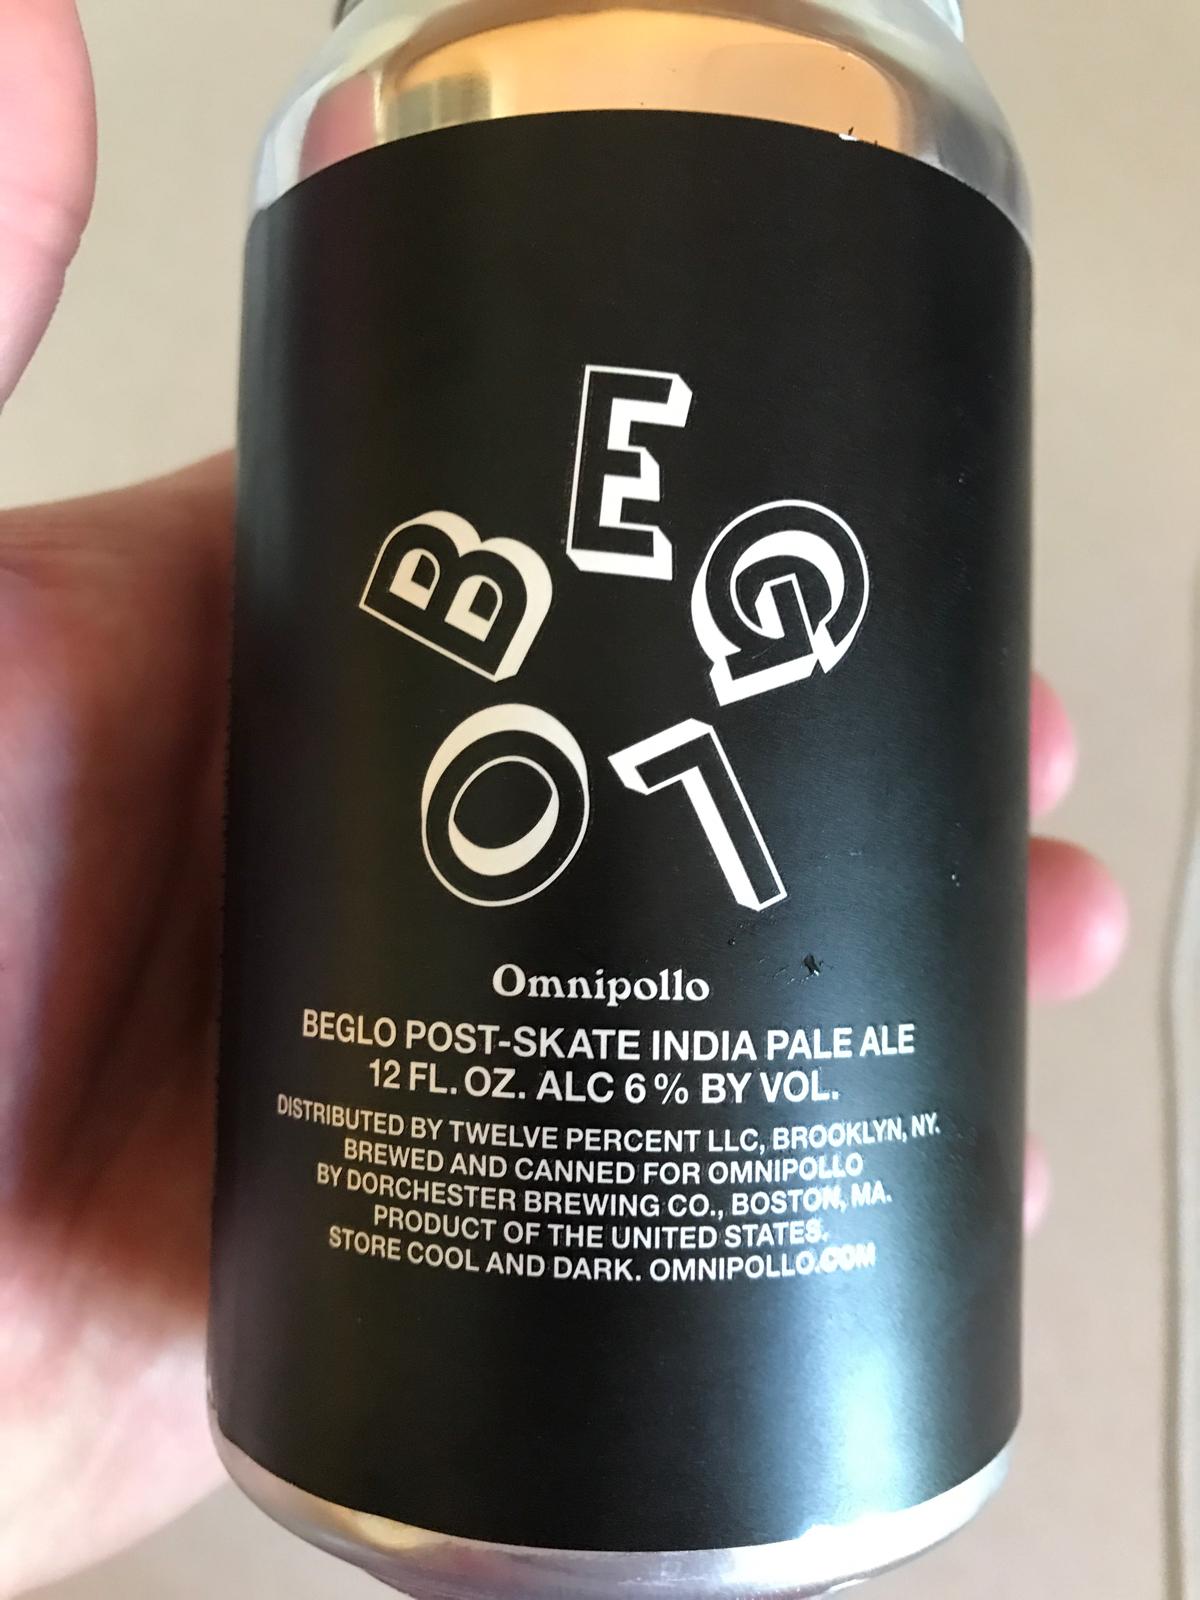 BEGLO
Omnipollo
BEGLO POST-SKATE INDIA PALE ALE
12 FL. OZ. ALC 6 % BY VOL.
DISTRIBUTED BY TWELVE PERCENT LLC, BROOKLYN, NY.
BREWED AND CANNED FOR OMNIPOLLO
BY DORCHESTER BREWING CO., BOSTON, MA.
PRODUCT OF THE UNITED STATES.
STORE COOL AND DARK. OMNIPOLLO.COM